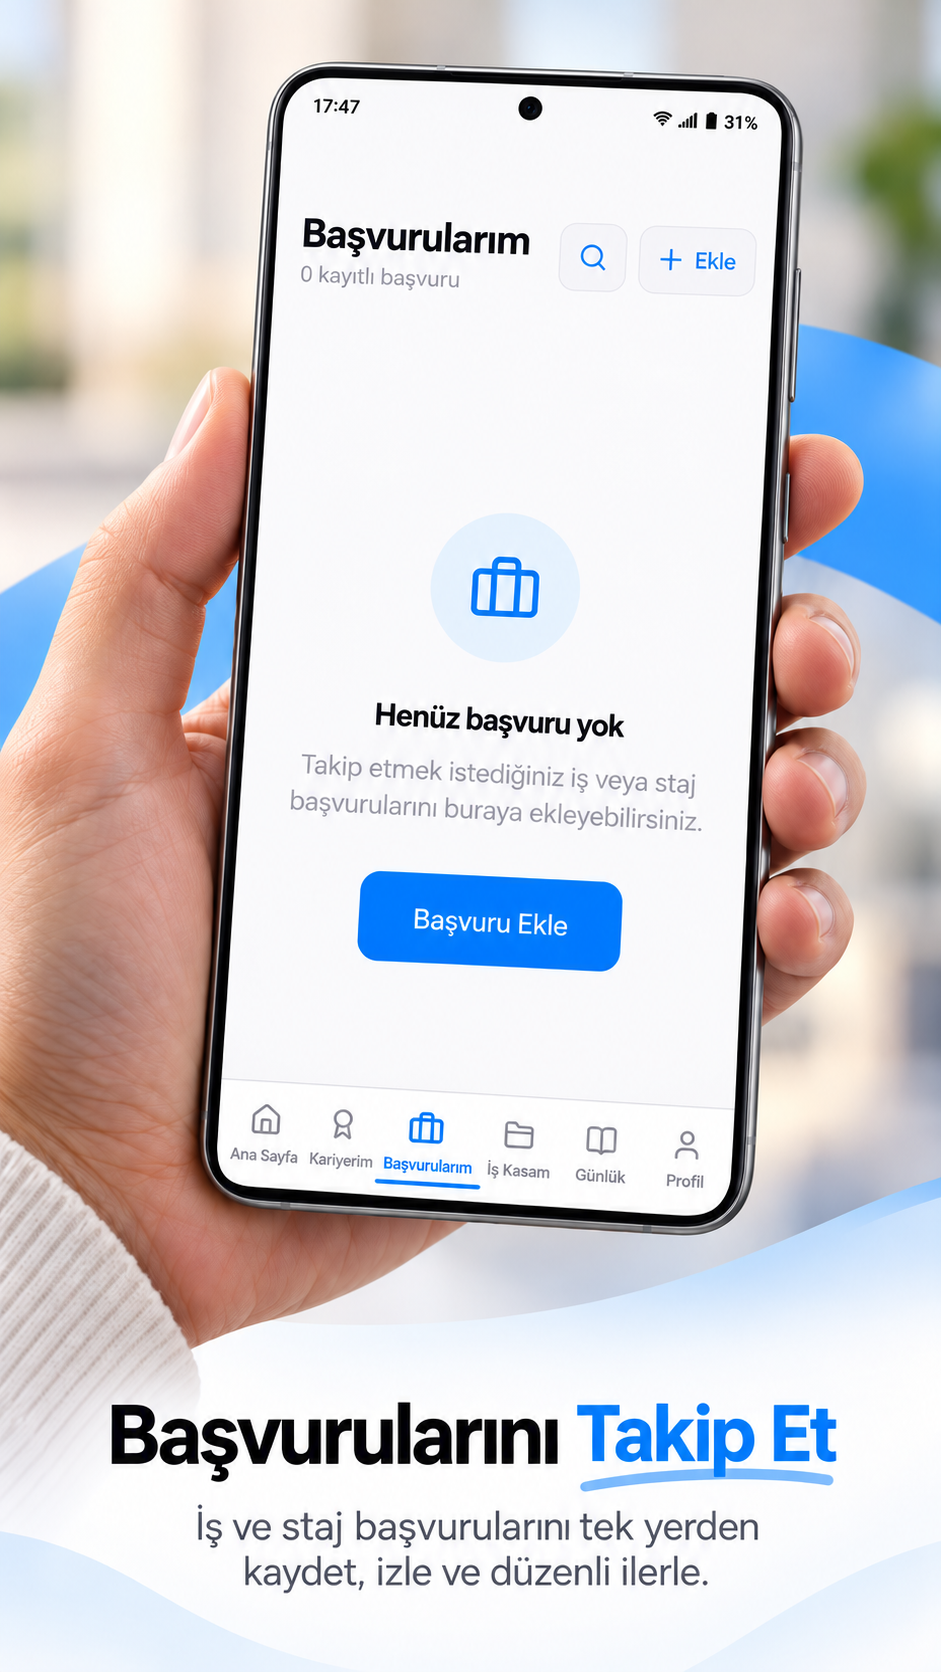 17:47
31%
Başvurularım
0 kayıtlı başvuru
Ekle
Henüz başvuru yok
Takip etmek istediğiniz iş veya staj
başvurularını buraya ekleyebilirsiniz.
Başvuru Ekle
Ana Sayfa Kariyerim Başvurularım İş Kasam Günlük Profil
Başvurularını Takip Et
İş ve staj başvurularını tek yerden
kaydet, izle ve düzenli ilerle.